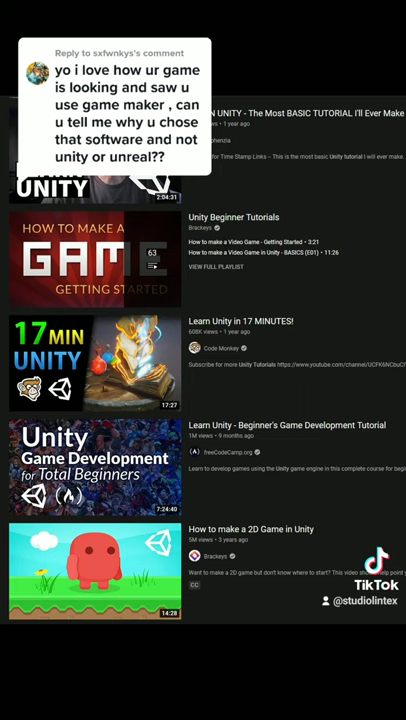 Reply to sxfwnkys's comment
yo i love how ur game
is looking and saw u
use game maker , can
u tell me why u chose
that software and not
unity or unreal??
N UNITY - The Most BASIC TUTORIAL I'll Ever Make
ws • 1 year ago
for Time Stamp Links -- This is the most basic Unity tutorial I will ever make.
UNITY
2:04:31
HOW TO MAKE A
GAME
GETTING STARTED
63
Unity Beginner Tutorials
Brackeys
How to make a Video Game - Getting Started • 3:21
How to make a Video Game in Unity - BASICS (E01) • 11:26
VIEW FULL PLAYLIST
17 MIN
UNITY
17:27
Learn Unity in 17 MINUTES!
608K views • 1 year ago
Code Monkey
Subscribe for more Unity Tutorials
Unity
Game Development
for Total Beginners
7:24:40
Learn Unity - Beginner's Game Development Tutorial
1M views • 9 months ago
freeCodeCamp.org
Learn to develop games using the Unity game engine in this complete course for
14:28
How to make a 2D Game in Unity
5M views • 3 years ago
Brackeys
Want to make a 2D game but don't know where to start? This video
CC
TikTok
@studiolintex